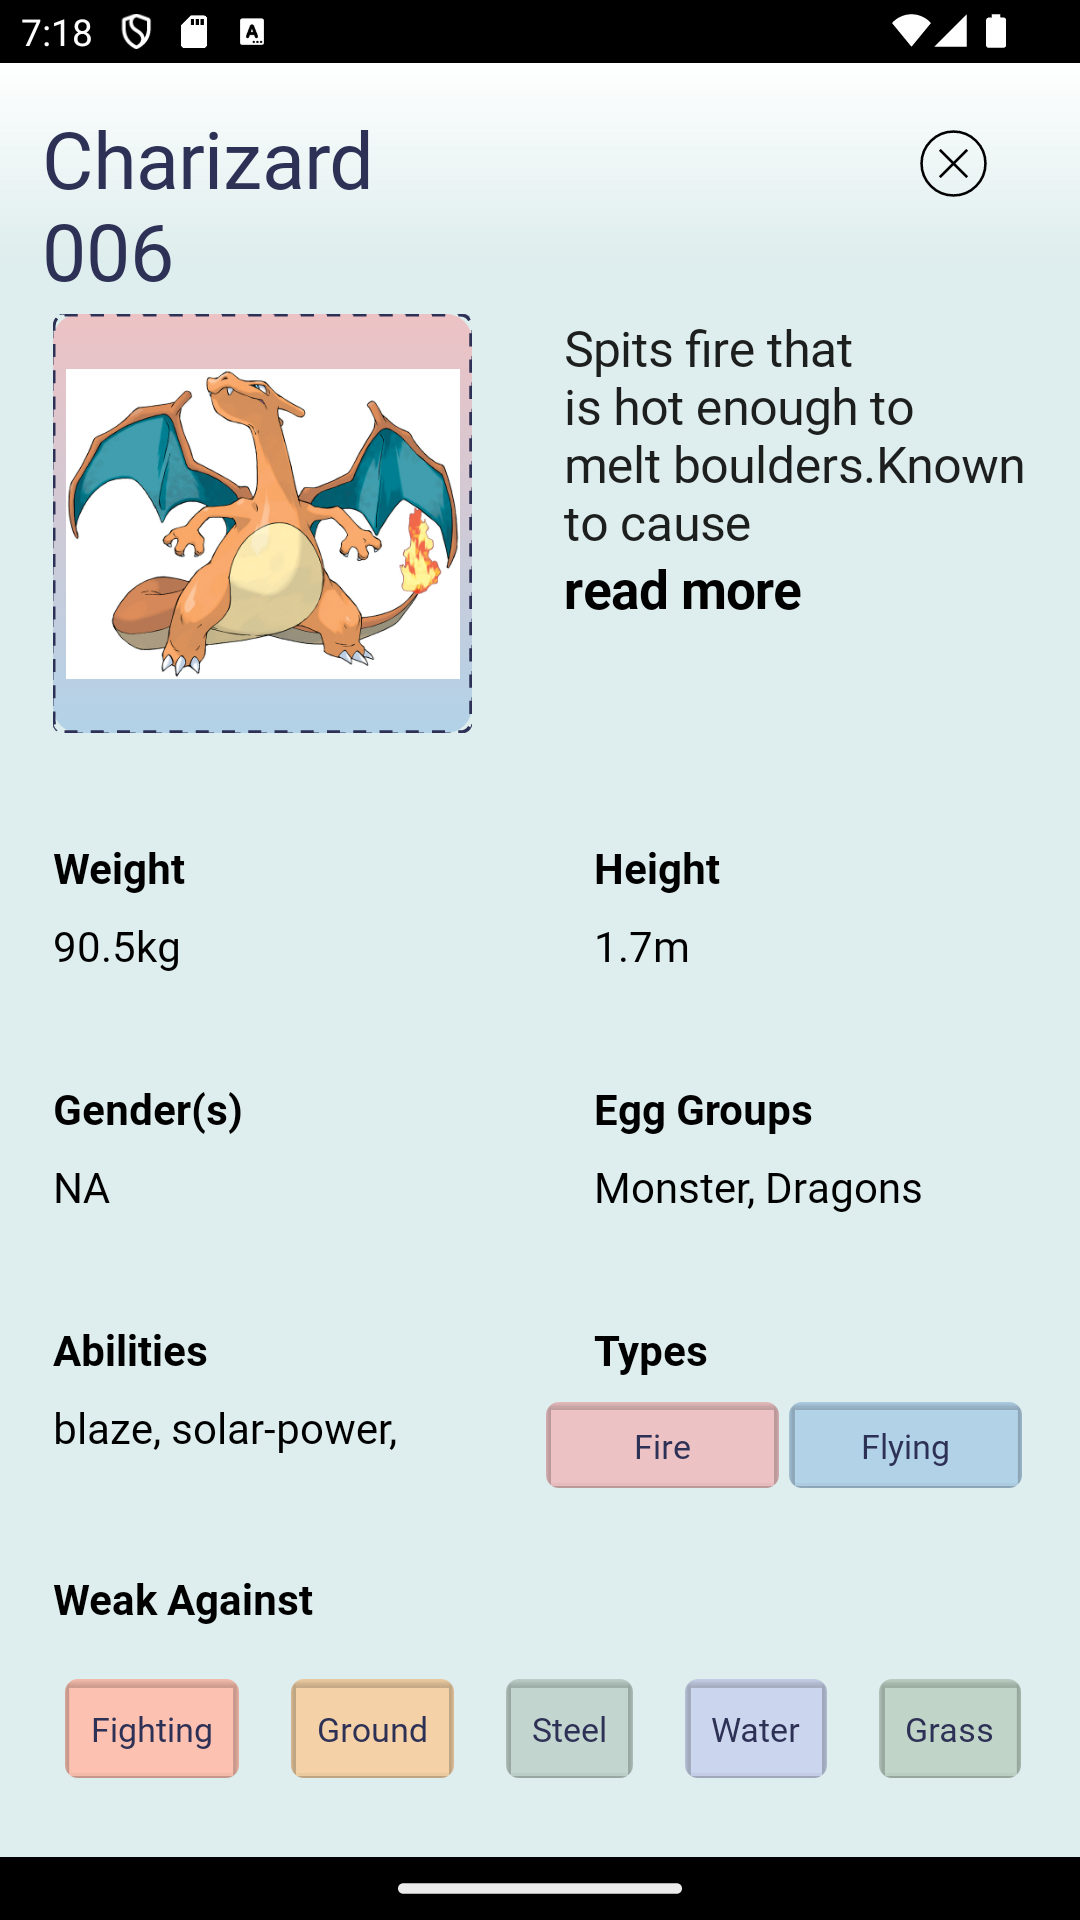 7:18
Charizard
006
Spits fire that
is hot enough to
melt boulders.Known
to cause
read more
Weight
Height
90.5kg
1.7m
Gender(s)
Egg Groups
NA
Monster, Dragons
Abilities
Types
blaze, solar-power,
Fire
Flying
Weak Against
Fighting
Ground
Steel
Water
Grass